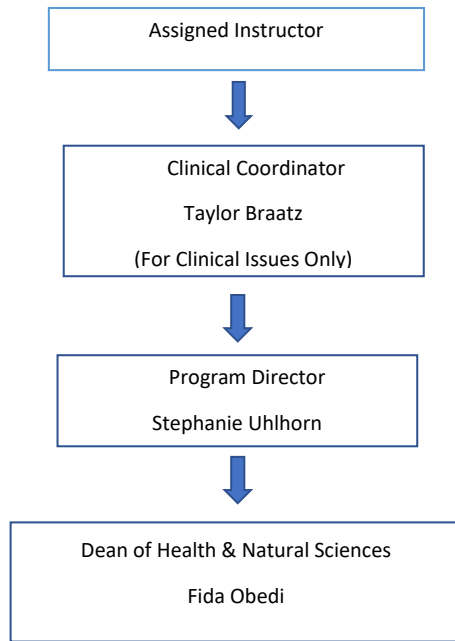 Assigned Instructor
Clinical Coordinator
Taylor Braatz
(For Clinical Issues Only)
Program Director
Stephanie Uhlhorn
Dean of Health & Natural Sciences
Fida Obedi